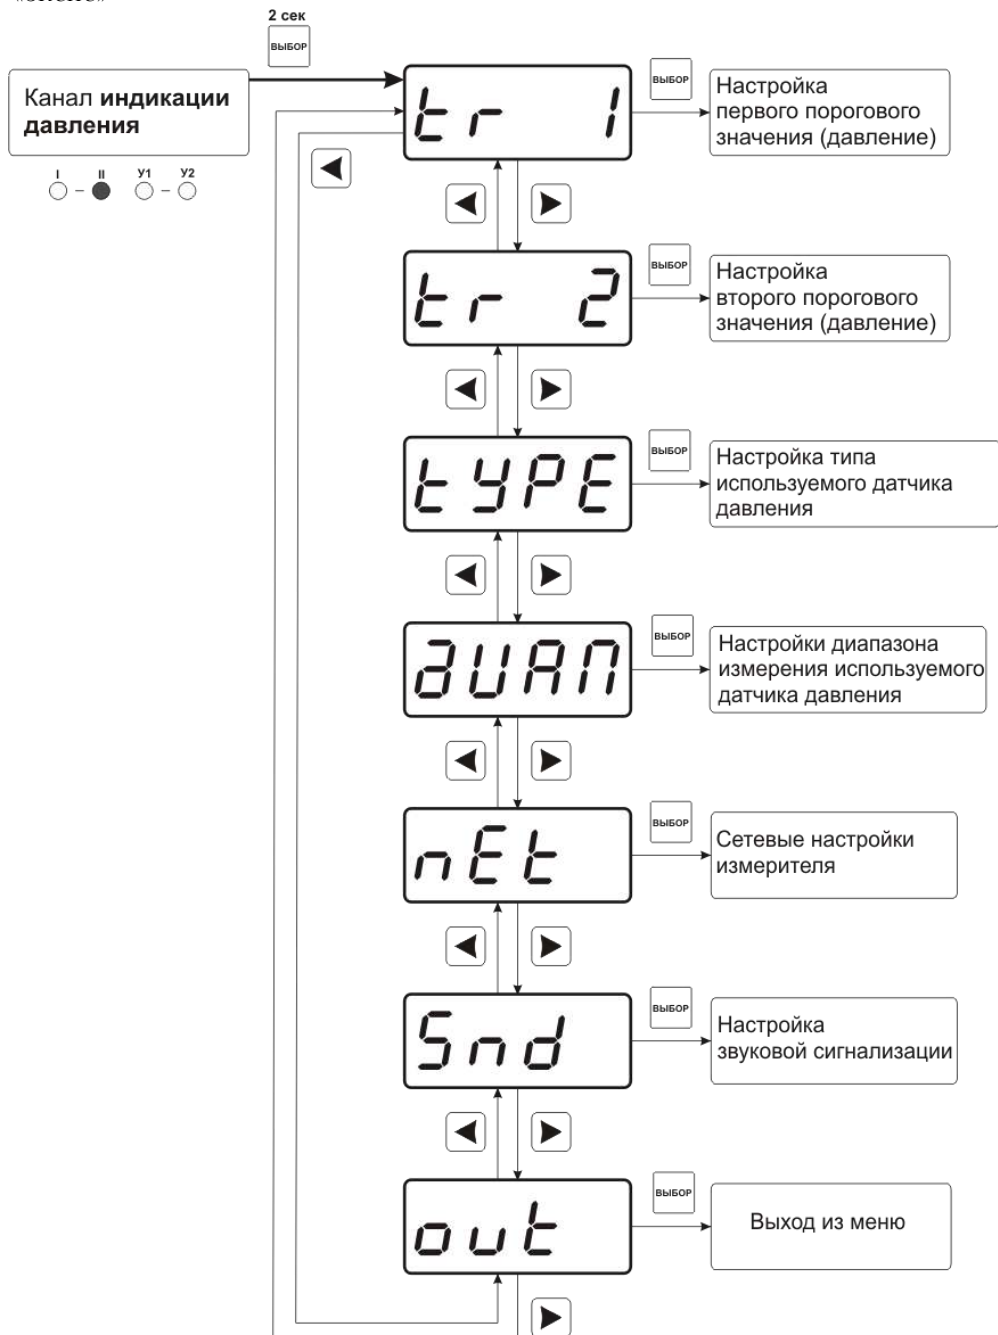 2 сек
ВЫБОР
Канал индикации
давления
I II У1 У2
tr 1
ВЫБОР
Настройка
первого порогового
значения (давление)
tr 2
ВЫБОР
Настройка
второго порогового
значения (давление)
tYPE
ВЫБОР
Настройка типа
используемого датчика
давления
ДИАП
ВЫБОР
Настройки диапазона
измерения используемого
датчика давления
nEt
ВЫБОР
Сетевые настройки
измерителя
Snd
ВЫБОР
Настройка
звуковой сигнализации
out
ВЫБОР
Выход из меню